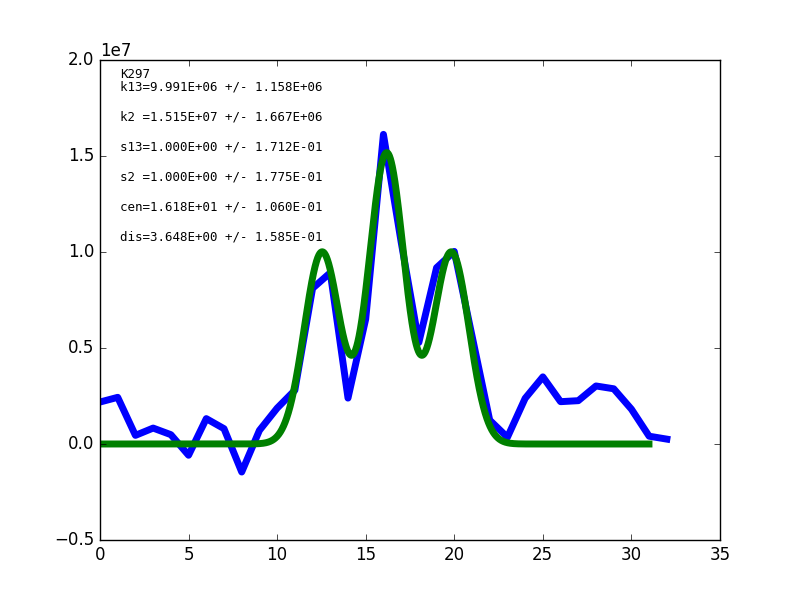 1e7
2.0
K297
k13=9.991E+06 +/- 1.158E+06
k2 =1.515E+07 +/- 1.667E+06
1.5
s13=1.000E+00 +/- 1.712E-01
s2 =1.000E+00 +/- 1.775E-01
cen=1.618E+01 +/- 1.060E-01
dis=3.648E+00 +/- 1.585E-01
1.0
0.5
0.0
−0.5
0 5 10 15 20 25 30 35